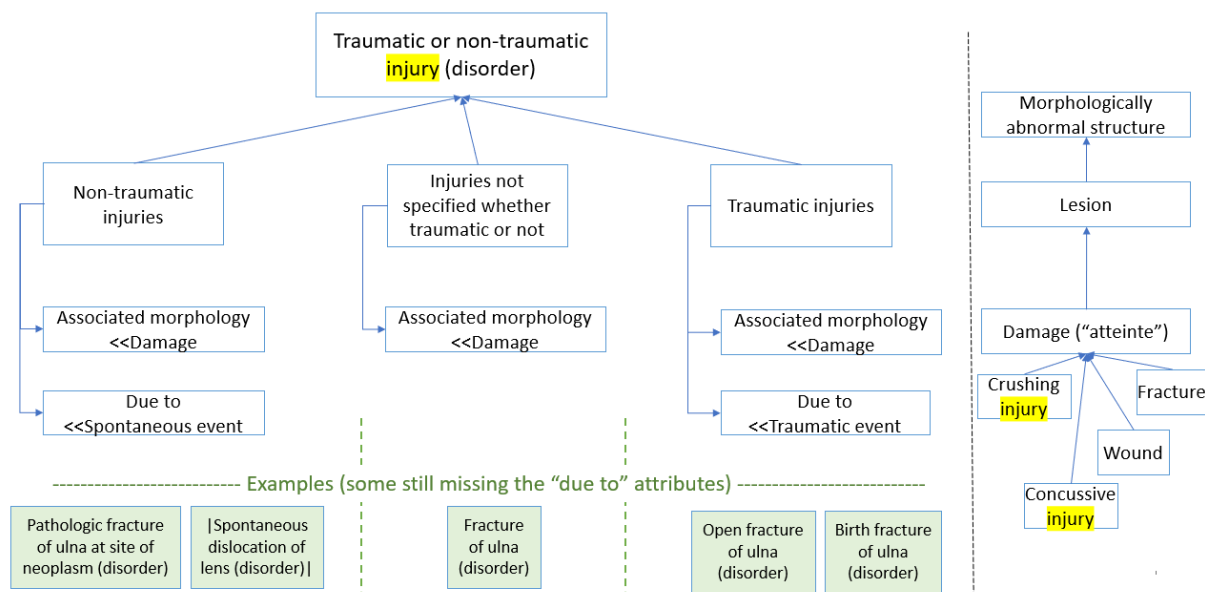 Traumatic or non-traumatic
injury (disorder)
Non-traumatic
injuries
Injuries not
specified whether
traumatic or not
Traumatic injuries
Associated morphology
<<Damage
Associated morphology
<<Damage
Associated morphology
<<Damage
Due to
<<Spontaneous event
Due to
<<Traumatic event
Examples (some still missing the “due to” attributes)
Pathologic fracture
of ulna at site of
neoplasm (disorder)
|Spontaneous
dislocation of
lens (disorder)|
Fracture
of ulna
(disorder)
Open fracture
of ulna
(disorder)
Birth fracture
of ulna
(disorder)
Morphologically
abnormal structure
Lesion
Damage (“atteinte”)
Crushing
injury
Fracture
Wound
Concussive
injury